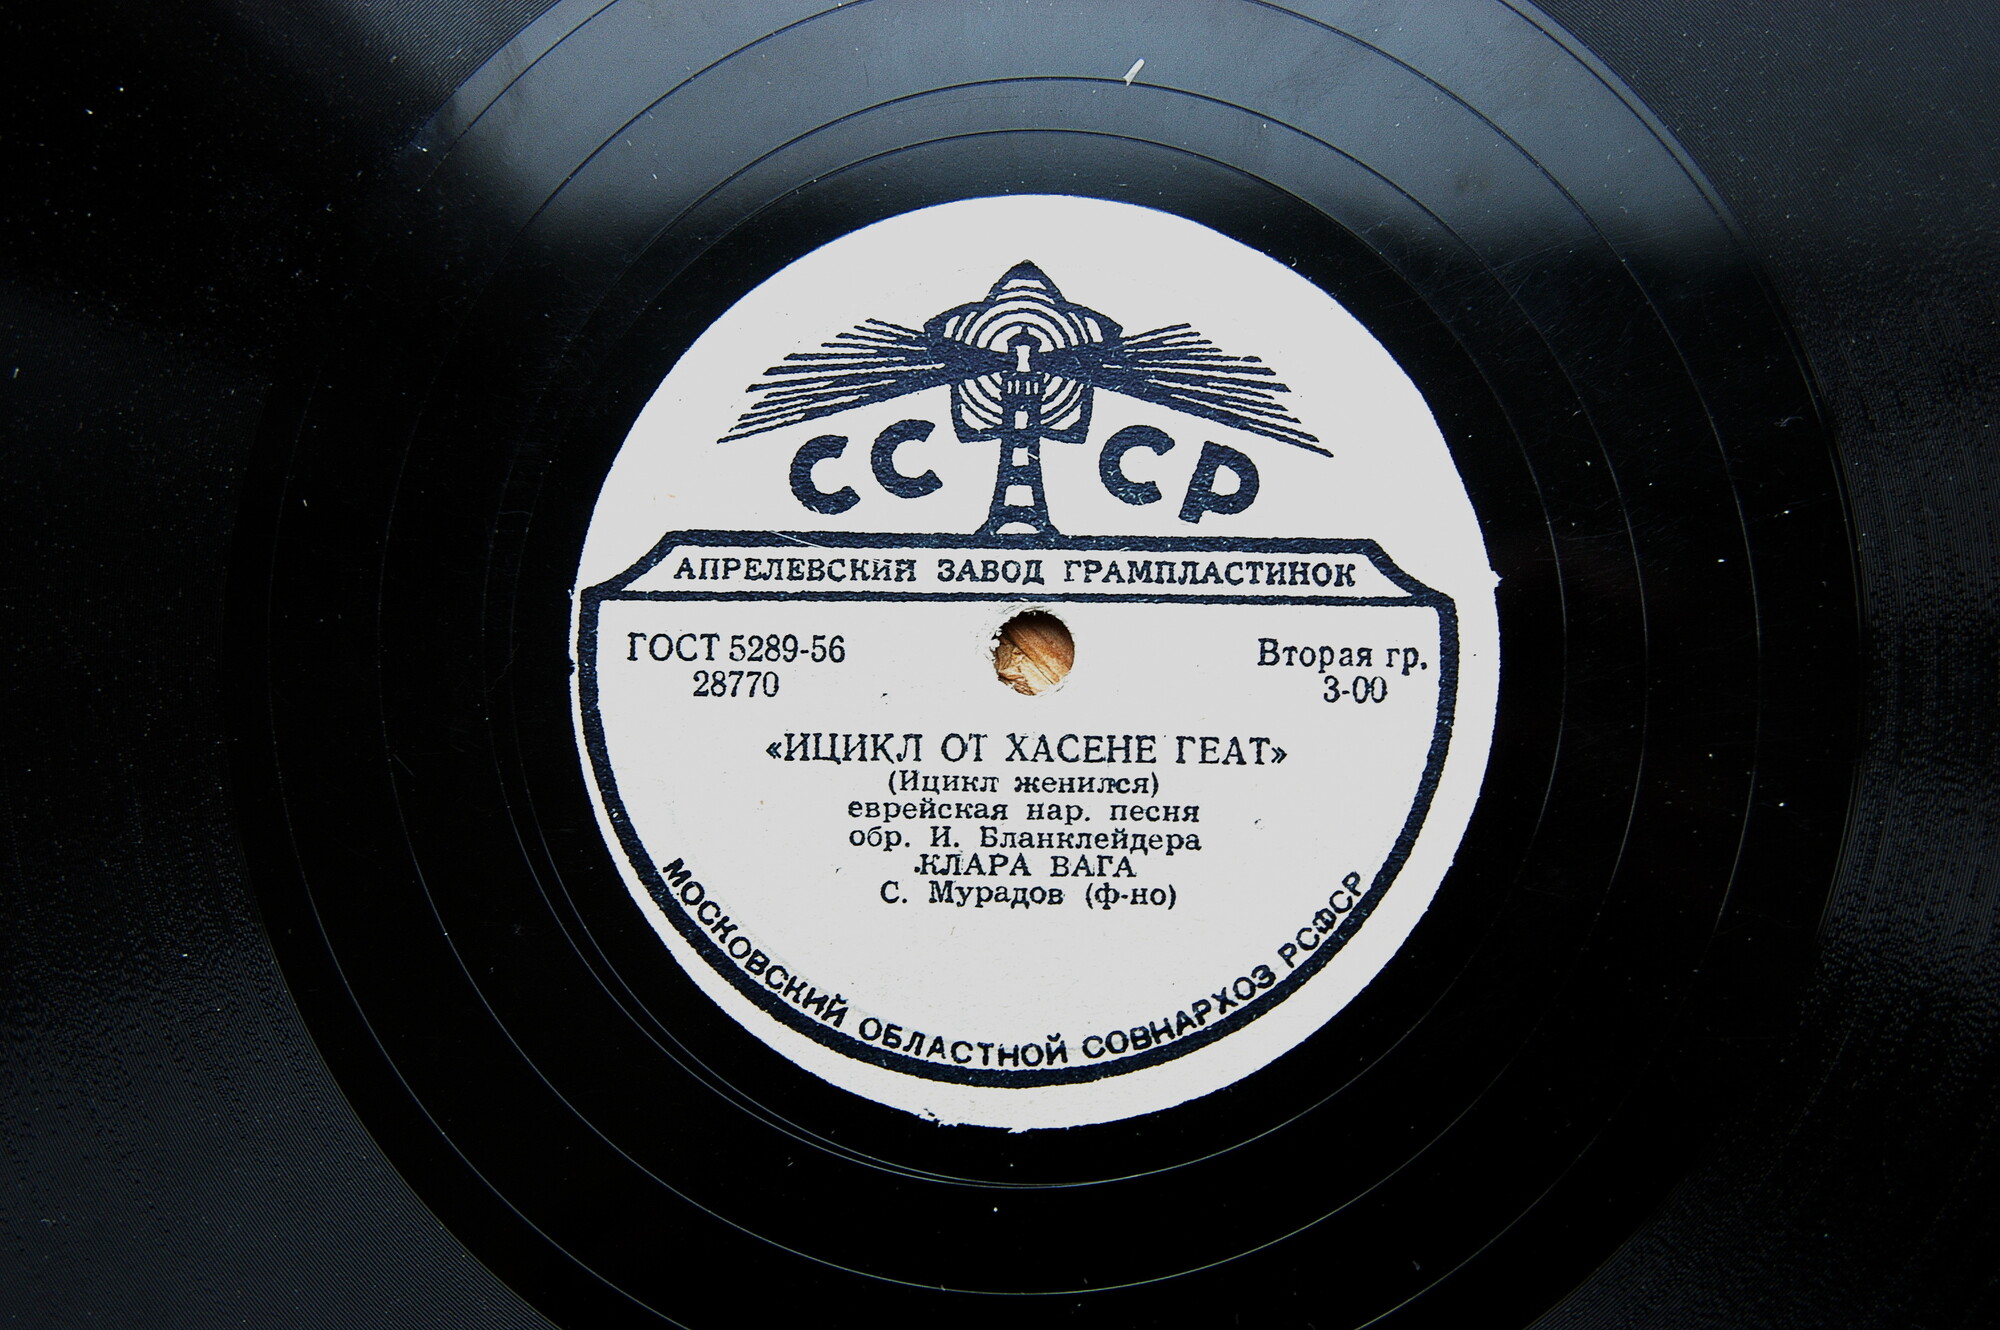 СССР
АПРЕЛЕВСКИЙ ЗАВОД ГРАМПЛАСТИНОК
ГОСТ 5289-56
28770
Вторая гр.
3-00
«ИЦИКЛ ОТ ХАСЕНЕ ГЕАТ»
(Ицикл женился)
еврейская нар. песня
обр. И. Бланклейдера
КЛАРА ВАГА
С. Мурадов (ф-но)
МОСКОВСКИЙ ОБЛАСТНОЙ СОВНАРХОЗ РСФСР